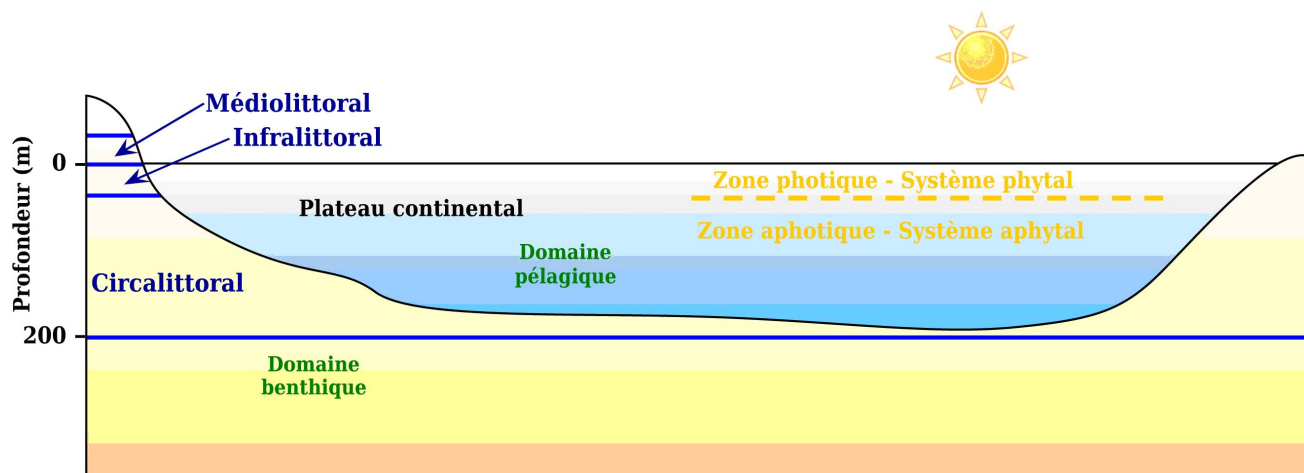 Médiolittoral
Infralittoral
Profondeur (m)
0
Zone photique - Système phytal
Plateau continental
Zone aphotique - Système aphytal
Domaine
pélagique
Circalittoral
200
Domaine
benthique